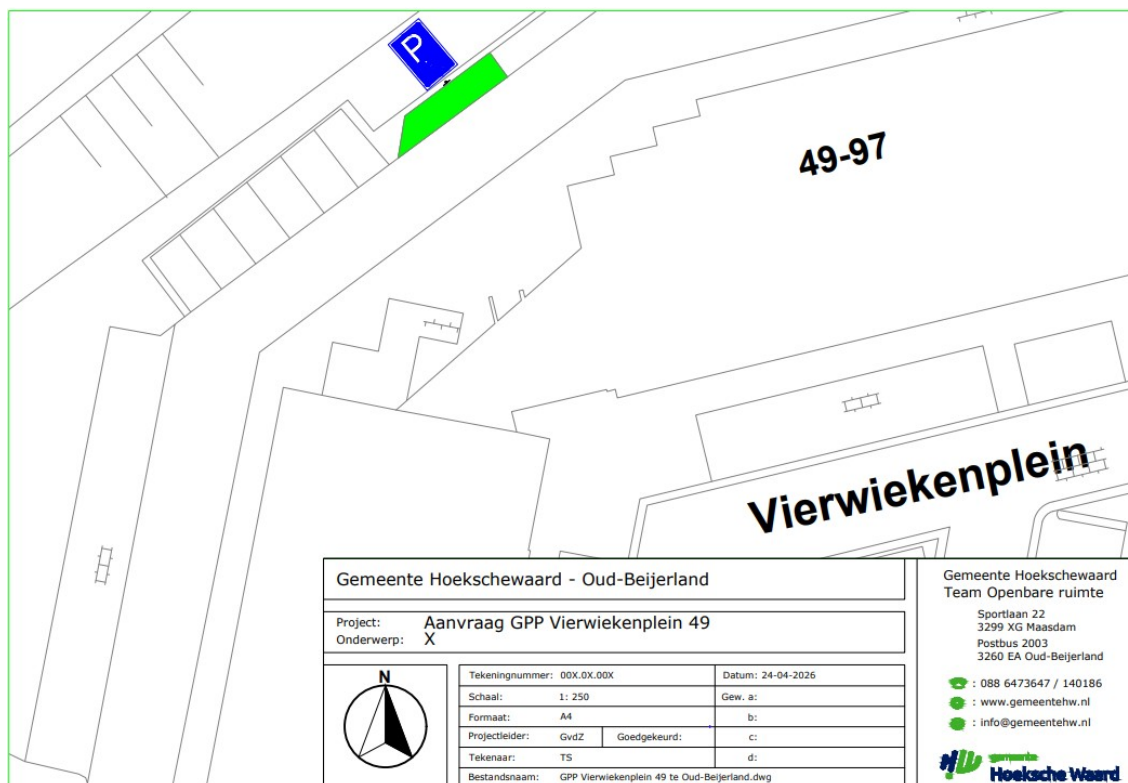 P
49-97
Vierwiekenplein
Gemeente Hoekschewaard - Oud-Beijerland
Project: Aanvraag GPP Vierwiekenplein 49
Onderwerp: X
N
Tekeningnummer: 00X.0X.00X Datum: 24-04-2026
Schaal: 1: 250 Gew. a:
Formaat: A4 b:
Projectleider: GvdZ Goedgekeurd: c:
Tekenaar: TS d:
Bestandsnaam: GPP Vierwiekenplein 49 te Oud-Beijerland.dwg
Gemeente Hoekschewaard
Team Openbare ruimte
Sportlaan 22
3299 XG Maasdam
Postbus 2003
3260 EA Oud-Beijerland
: 088 6473647 / 140186
: www.gemeentehw.nl
: info@gemeentehw.nl
gemeente
Hoeksche Waard